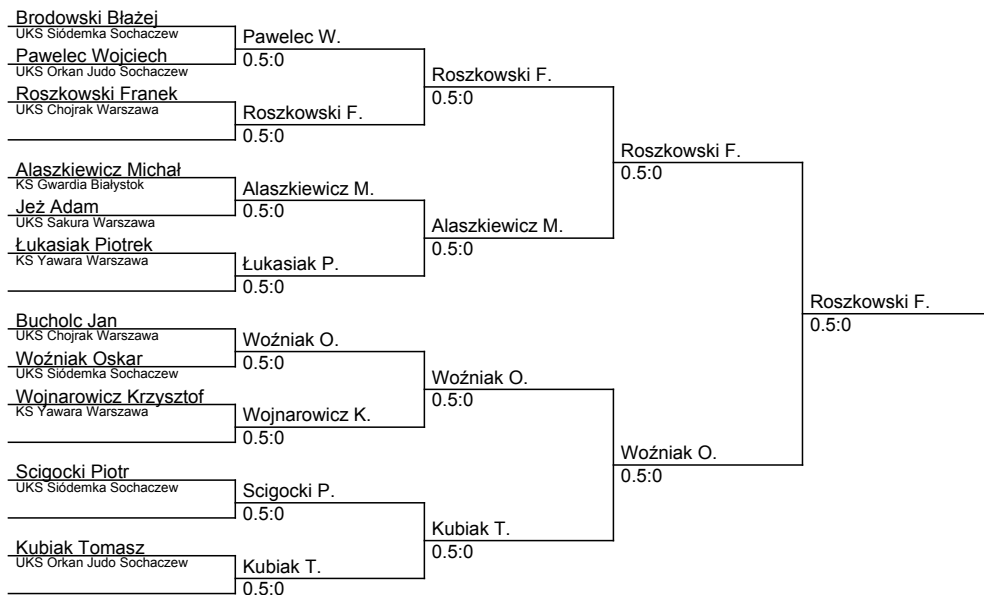 Brodowski Błażej
UKS Siódemka Sochaczew
Pawelec Wojciech
UKS Orkan Judo Sochaczew
Roszkowski Franek
UKS Chojrak Warszawa
Alaszkiewicz Michał
KS Gwardia Białystok
Jeż Adam
UKS Sakura Warszawa
Łukasiak Piotrek
KS Yawara Warszawa
Bucholc Jan
UKS Chojrak Warszawa
Woźniak Oskar
UKS Siódemka Sochaczew
Wojnarowicz Krzysztof
KS Yawara Warszawa
Scigocki Piotr
UKS Siódemka Sochaczew
Kubiak Tomasz
UKS Orkan Judo Sochaczew
Pawelec W.
0.5:0
Roszkowski F.
0.5:0
Alaszkiewicz M.
0.5:0
Łukasiak P.
0.5:0
Woźniak O.
0.5:0
Wojnarowicz K.
0.5:0
Scigocki P.
0.5:0
Kubiak T.
0.5:0
Roszkowski F.
0.5:0
Alaszkiewicz M.
0.5:0
Woźniak O.
0.5:0
Kubiak T.
0.5:0
Roszkowski F.
0.5:0
Woźniak O.
0.5:0
Roszkowski F.
0.5:0